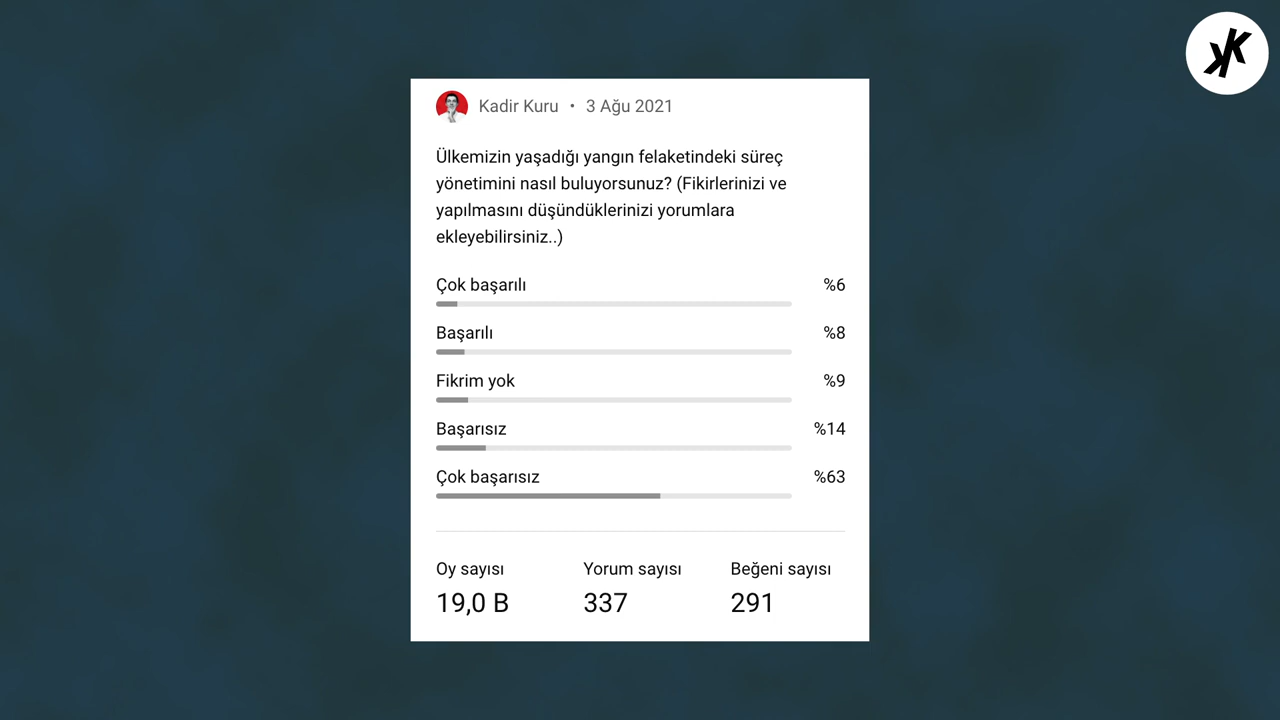 Kadir Kuru • 3 Ağu 2021
Ülkemizin yaşadığı yangın felaketindeki süreç
yönetimini nasıl buluyorsunuz? (Fikirlerinizi ve
yapılmasını düşündüklerinizi yorumlara
ekleyebilirsiniz..)
Çok başarılı %6
Başarılı %8
Fikrim yok %9
Başarısız %14
Çok başarısız %63
Oy sayısı Yorum sayısı Beğeni sayısı
19,0 B 337 291